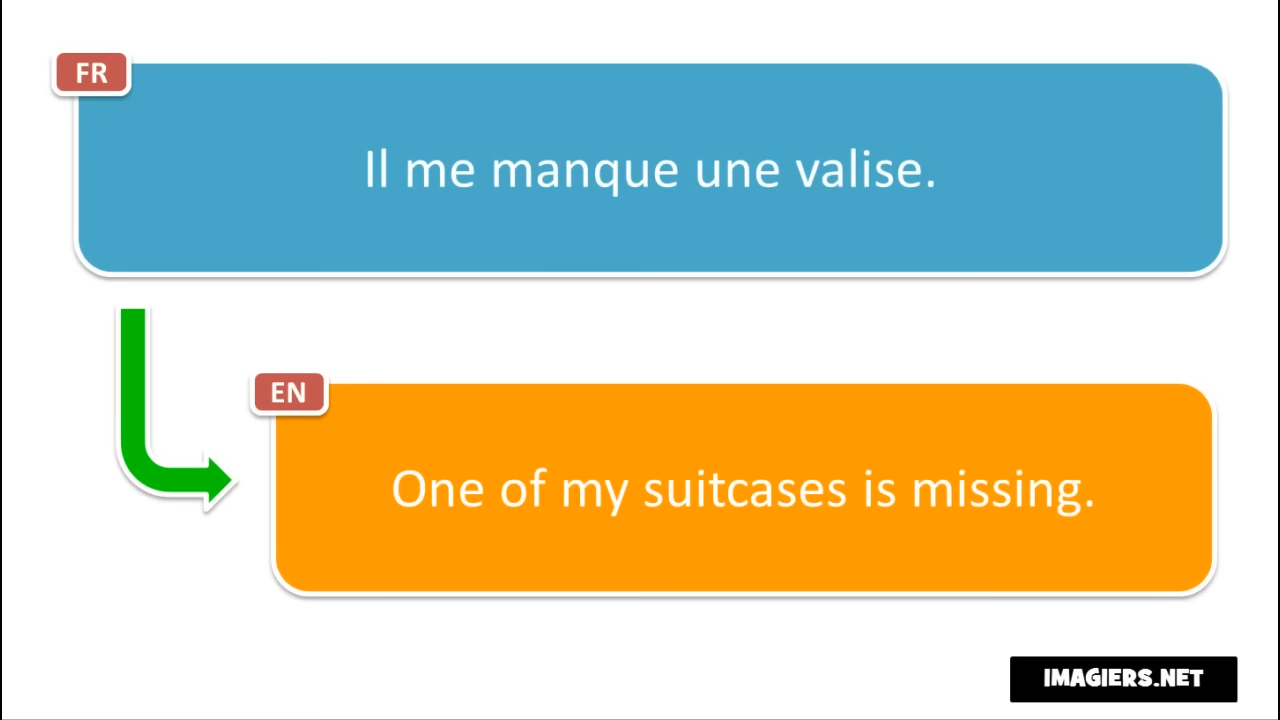 FR
Il me manque une valise.
EN
One of my suitcases is missing.
IMAGIERS.NET